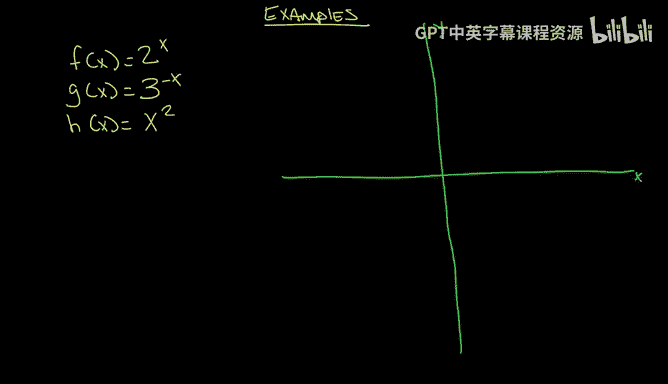 EXAMPLES
GPT中英字幕课程资源 bilibili
f(x)=2^x
g(x)=3^-x
h(x)=x^2
x